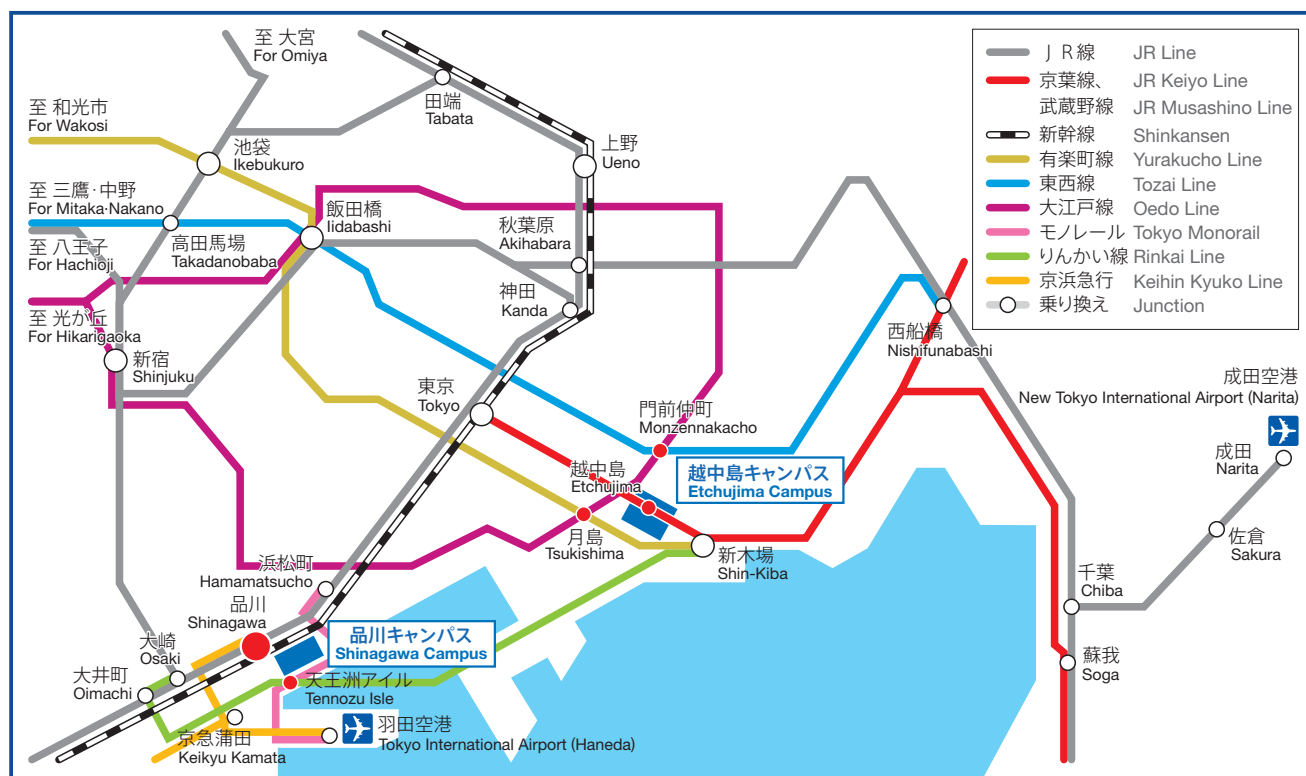 至 大宮
For Omiya
至 和光市
For Wakosi
池袋
Ikebukuro
田端
Tabata
上野
Ueno
至 三鷹·中野
For Mitaka·Nakano
高田馬場
Takadanobaba
飯田橋
Iidabashi
秋葉原
Akihabara
至 八王子
For Hachioji
神田
Kanda
至 光が丘
For Hikarigaoka
新宿
Shinjuku
東京
Tokyo
西船橋
Nishifunabashi
門前仲町
Monzennakacho
越中島
Etchujima
越中島キャンパス
Etchujima Campus
月島
Tsukishima
新木場
Shin-Kiba
浜松町
Hamamatsucho
品川
Shinagawa
品川キャンパス
Shinagawa Campus
大崎
Osaki
大井町
Oimachi
天王洲アイル
Tennozu Isle
京急蒲田
Keikyu Kamata
羽田空港
Tokyo International Airport (Haneda)
成田空港
New Tokyo International Airport (Narita)
成田
Narita
佐倉
Sakura
千葉
Chiba
蘇我
Soga
JR線 JR Line
京葉線、 JR Keiyo Line
武蔵野線 JR Musashino Line
新幹線 Shinkansen
有楽町線 Yurakucho Line
東西線 Tozai Line
大江戸線 Oedo Line
モノレール Tokyo Monorail
りんかい線 Rinkai Line
京浜急行 Keihin Kyuko Line
乗り換え Junction